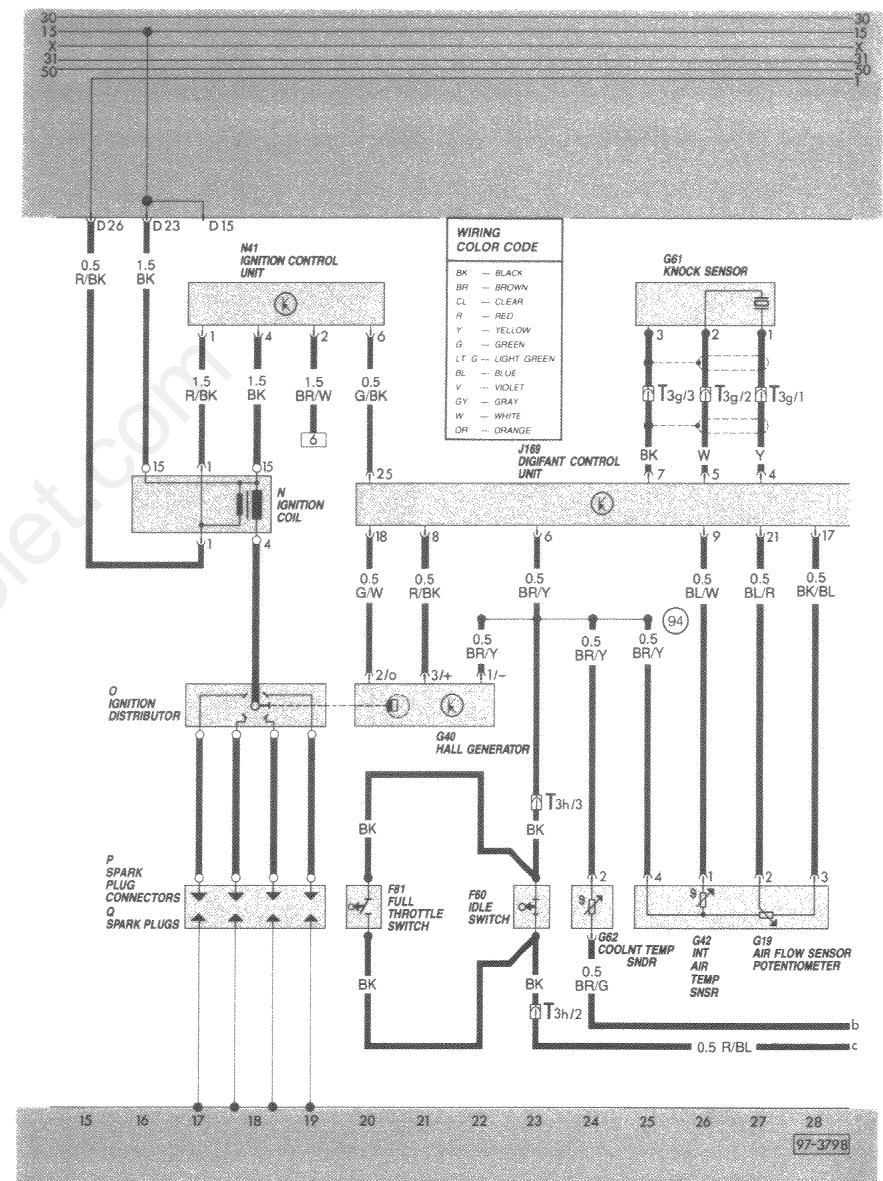 30 30
15 15
X X
31 31
50 50
1
D26 D23 D15
0.5
R/BK
1.5
BK
N41
IGNITION CONTROL
UNIT
1 4 2 6
1.5
R/BK
1.5
BK
1.5
BR/W
0.5
G/BK
6
WIRING
COLOR CODE
BK — BLACK
BR — BROWN
CL — CLEAR
R — RED
Y — YELLOW
G — GREEN
LT G — LIGHT GREEN
BL — BLUE
V — VIOLET
GY — GRAY
W — WHITE
OR — ORANGE
G61
KNOCK SENSOR
3 2 1
T3g/3 T3g/2 T3g/1
BK W Y
J169
DIGIFANT CONTROL
UNIT
25 7 5 4
15 1 15
N
IGNITION
COIL
1 4
18 8 6 9 21 17
0.5
G/W
0.5
R/BK
0.5
BR/Y
0.5
BL/W
0.5
BL/R
0.5
BK/BL
94
0.5
BR/Y
0.5
BR/Y
0.5
BR/Y
2/o 3/+ 1/−
O
IGNITION
DISTRIBUTOR
G40
HALL GENERATOR
T3h/3
BK BK
P
SPARK
PLUG
CONNECTORS
Q
SPARK PLUGS
F81
FULL
THROTTLE
SWITCH
F60
IDLE
SWITCH
2 4 1 2 3
S S
G62
COOLNT TEMP
SNDR
G42
INT
AIR
TEMP
SNSR
G19
AIR FLOW SENSOR
POTENTIOMETER
BK BK
0.5
BR/G
T3h/2
b
0.5 R/BL c
15 16 17 18 19 20 21 22 23 24 25 26 27 28
97-3798